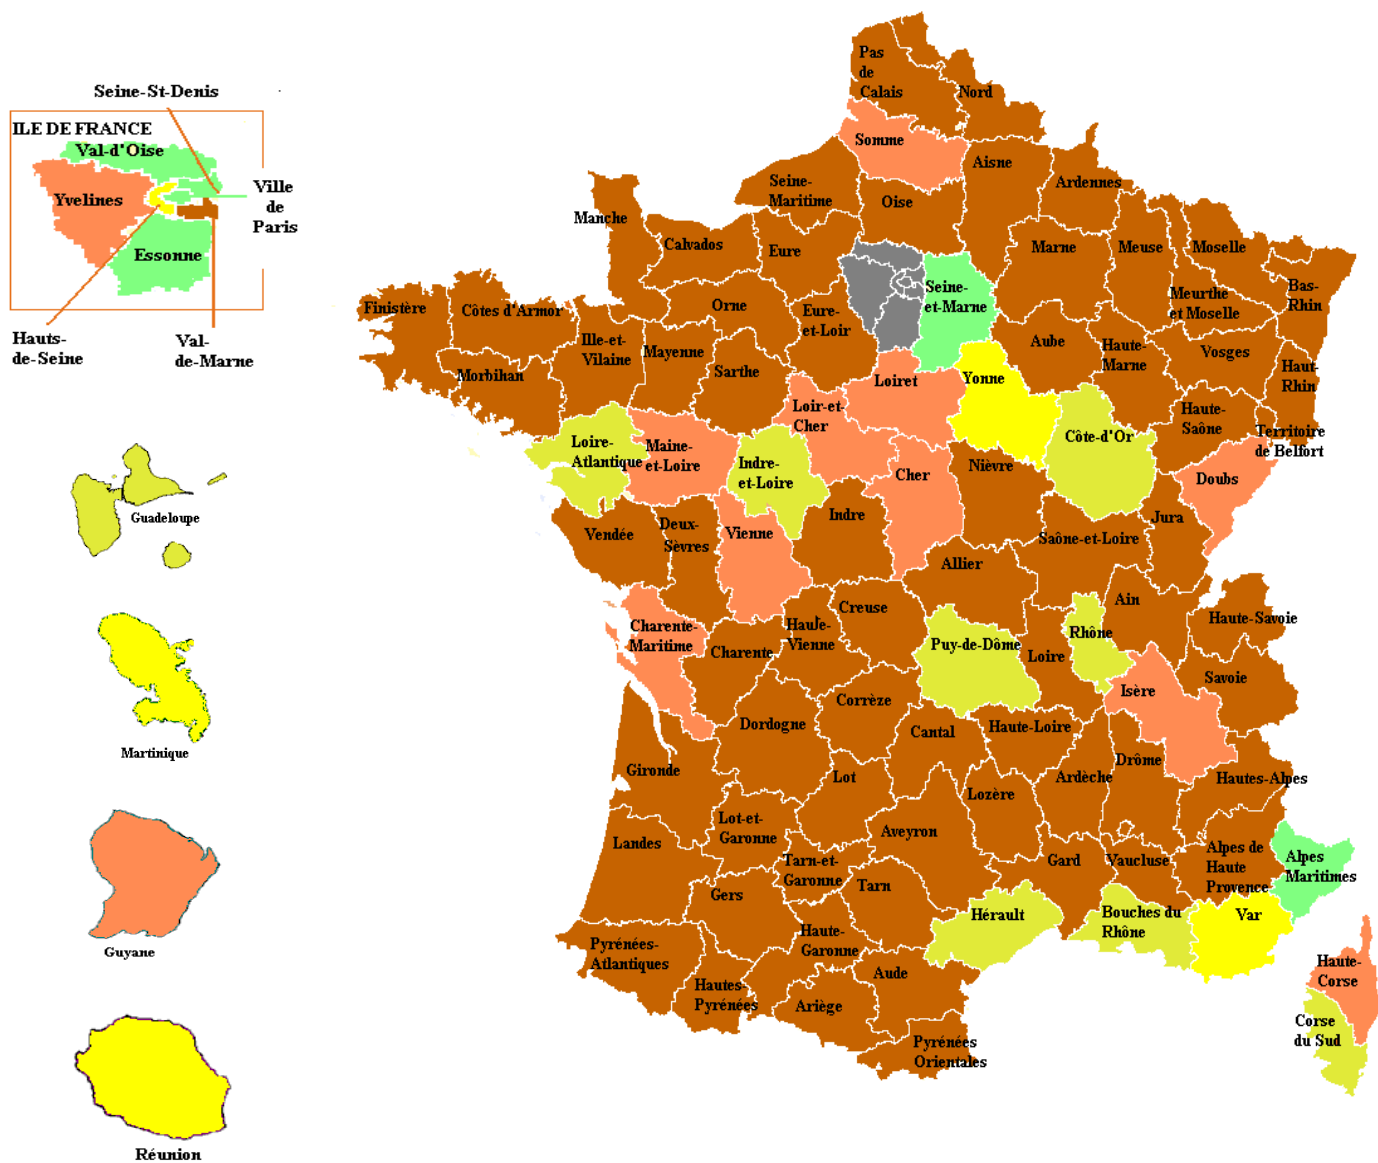 Seine-St-Denis
ILE DE FRANCE
Val-d'Oise
Yvelines
Ville
de
Paris
Essonne
Hauts-
de-Seine
Val-
de-Marne
Guadeloupe
Martinique
Guyane
Réunion
Pas
de
Calais
Nord
Somme
Aisne
Ardennes
Seine-
Maritime
Oise
Manche
Calvados
Eure
Marne
Meuse
Moselle
Bas-
Rhin
Seine-
et-Marne
Meurthe
et Moselle
Finistère
Côtes d'Armor
Orne
Eure-
et-Loir
Ille-et-
Vilaine
Mayenne
Sarthe
Aube
Haute-
Marne
Vosges
Haut-
Rhin
Morbihan
Loiret
Yonne
Loir-et-
Cher
Côte-d'Or
Haute-
Saône
Territoire
de Belfort
Loire-
Atlantique
Maine-
et-Loire
Indre-
et-Loire
Cher
Nièvre
Doubs
Vendée
Deux-
Sèvres
Vienne
Indre
Saône-et-Loire
Jura
Allier
Creuse
Ain
Haute-Savoie
Charente-
Maritime
Charente
Haute-
Vienne
Puy-de-Dôme
Loire
Rhône
Savoie
Isère
Corrèze
Dordogne
Cantal
Haute-Loire
Gironde
Lot
Lozère
Ardèche
Drôme
Hautes-Alpes
Landes
Lot-et-
Garonne
Aveyron
Tarn-et-
Garonne
Tarn
Gard
Vaucluse
Alpes de
Haute
Provence
Alpes
Maritimes
Gers
Hérault
Bouches du
Rhône
Var
Pyrénées-
Atlantiques
Haute-
Garonne
Hautes-
Pyrénées
Ariège
Aude
Pyrénées
Orientales
Haute-
Corse
Corse
du Sud